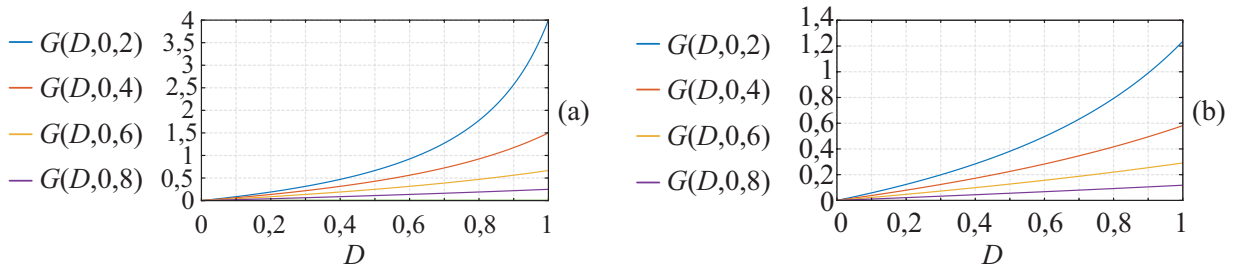 G(D,0,2)
G(D,0,4)
G(D,0,6)
G(D,0,8)
4
3,5
3
2,5
2
1,5
1
0,5
0
0 0,2 0,4 0,6 0,8 1
D
(a)
G(D,0,2)
G(D,0,4)
G(D,0,6)
G(D,0,8)
1,4
1,2
1
0,8
0,6
0,4
0,2
0
0 0,2 0,4 0,6 0,8 1
D
(b)